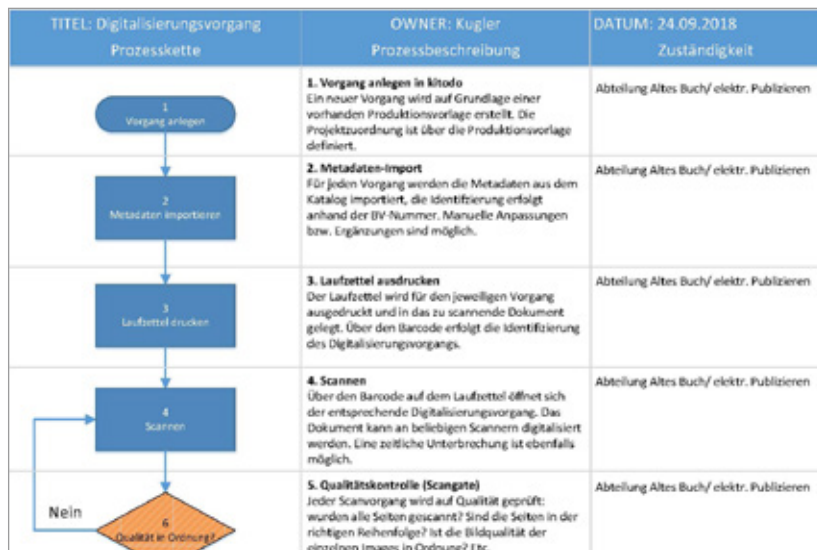 TITEL: Digitalisierungsvorgang
Prozesskette
OWNER: Kugler
Prozessbeschreibung
DATUM: 24.09.2018
Zuständigkeit
1
Vorgang anlegen
1. Vorgang anlegen in kitodo
Ein neuer Vorgang wird auf Grundlage einer
vorhanden Produktionsvorlage erstellt. Die
Projektzuordnung ist über die Produktionsvorlage
definiert.
Abteilung Altes Buch/ elektr. Publizieren
2
Metadaten importieren
2. Metadaten-Import
Für jeden Vorgang werden die Metadaten aus dem
Katalog importiert, die Identifzierung erfolgt
anhand der BV-Nummer. Manuelle Anpassungen
bzw. Ergänzungen sind möglich.
Abteilung Altes Buch/ elektr. Publizieren
3
Laufzettel drucken
3. Laufzettel ausdrucken
Der Laufzettel wird für den jeweiligen Vorgang
ausgedruckt und in das zu scannende Dokument
gelegt. Über den Barcode erfolgt die Identifizierung
des Digitalisierungsvorgangs.
Abteilung Altes Buch/ elektr. Publizieren
4
Scannen
4. Scannen
Über den Barcode auf dem Laufzettel öffnet sich
der entsprechende Digitalisierungsvorgang. Das
Dokument kann an beliebigen Scannern digitalisiert
werden. Eine zeitliche Unterbrechung ist ebenfalls
möglich.
Abteilung Altes Buch/ elektr. Publizieren
Nein
6
Qualität in Ordnung?
5. Qualitätskontrolle (Scangate)
Jeder Scanvorgang wird auf Qualität geprüft:
wurden alle Seiten gescannt? Sind die Seiten in der
richtigen Reihenfolge? Ist die Bildqualität der
einzelnen Images in Ordnung? Etc.
Abteilung Altes Buch/ elektr. Publizieren